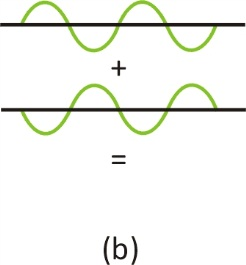 +
=
(b)